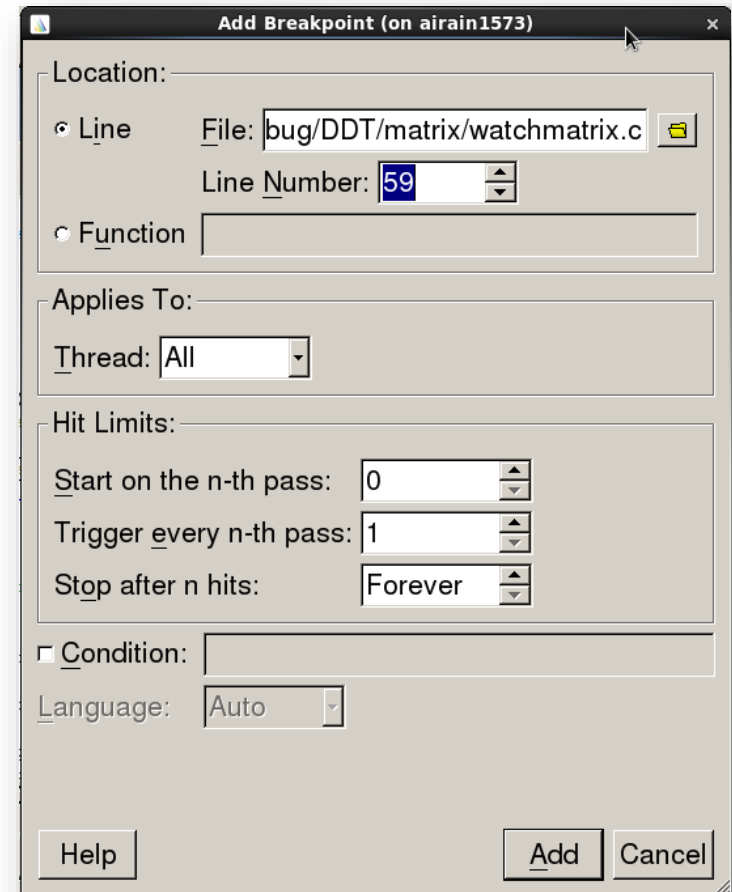 Add Breakpoint (on airain1573)
Location:
Line File: bug/DDT/matrix/watchmatrix.c
Line Number: 59
Function
Applies To:
Thread: All
Hit Limits:
Start on the n-th pass: 0
Trigger every n-th pass: 1
Stop after n hits: Forever
Condition:
Language: Auto
Help Add Cancel